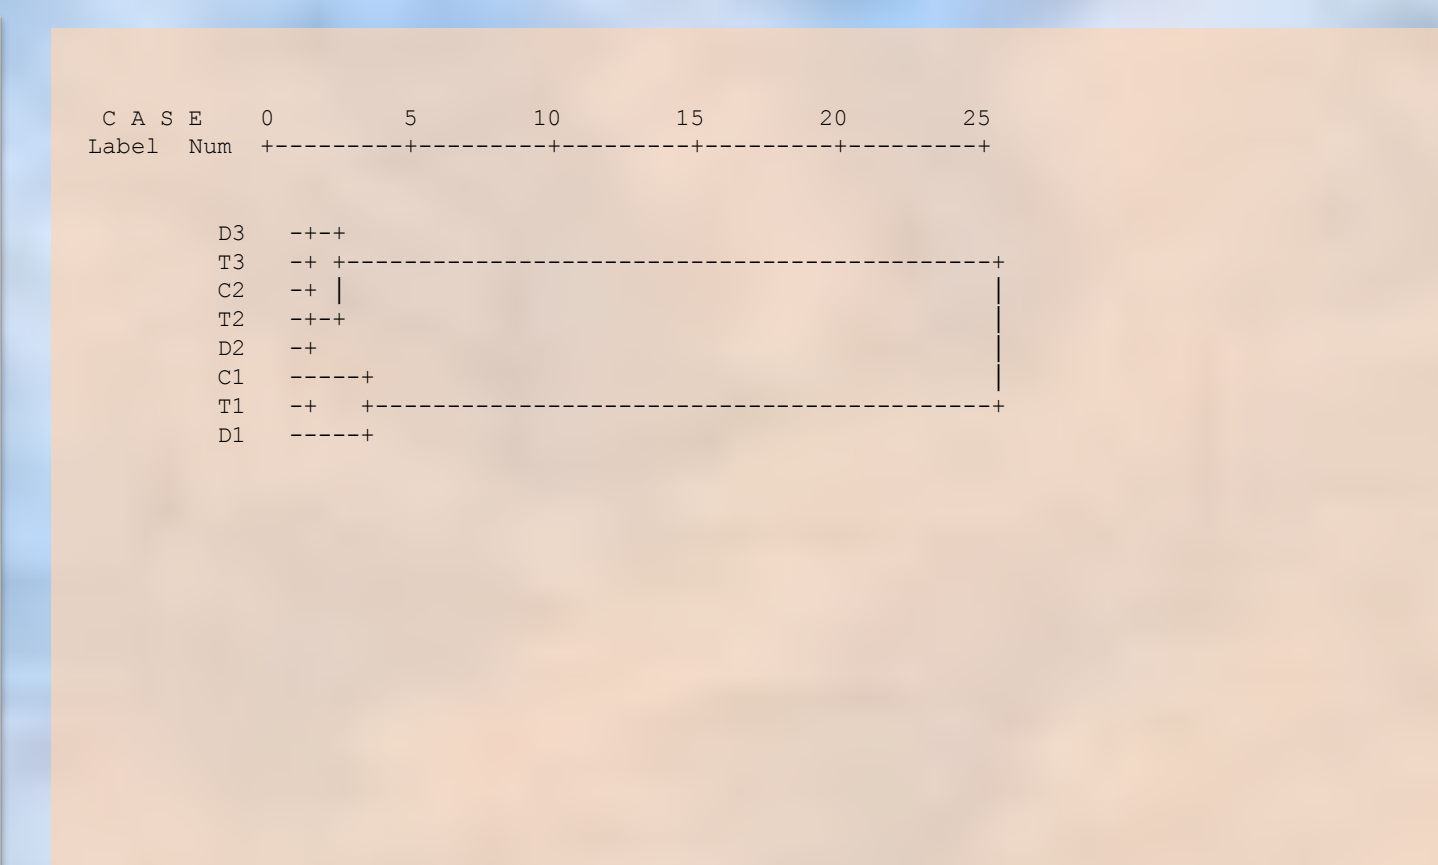 C A S E    0         5        10        15        20        25
Label  Num  +---------+---------+---------+---------+---------+
D3   -+-+
T3   -+ +---------------------------------------------+
C2   -+ |                                             |
T2   -+-+                                             |
D2   -+                                               |
C1   -----+                                           |
T1   -+   +-------------------------------------------+
D1   -----+